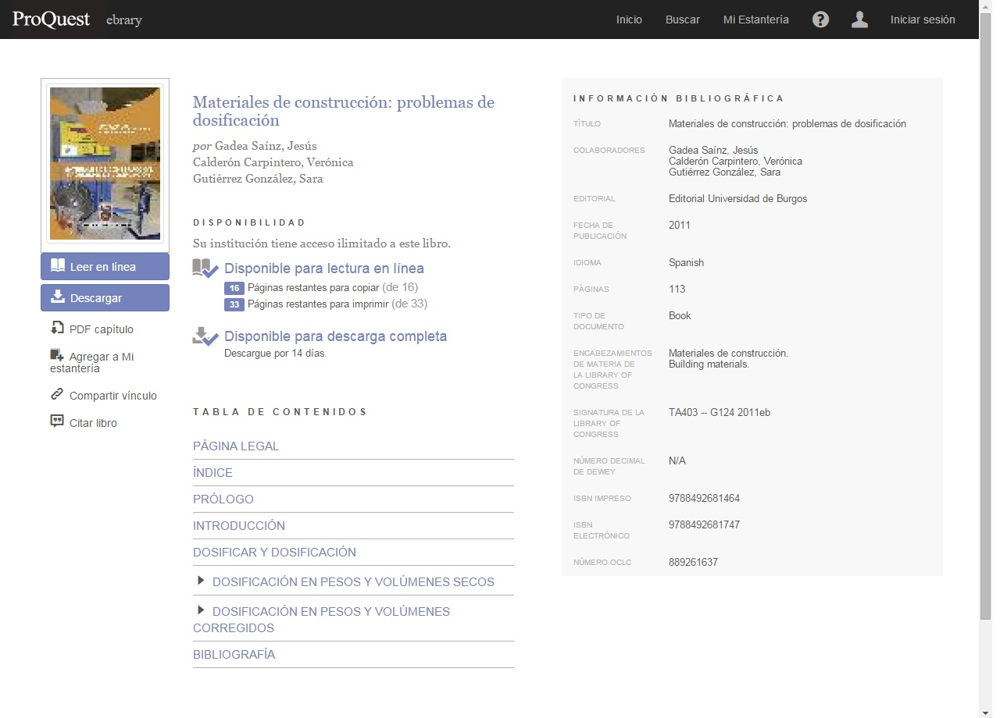 ProQuest ebrary
Inicio Buscar Mi Estantería ? Iniciar sesión
Leer en línea
Descargar
PDF capítulo
Agregar a Mi
estantería
Compartir vínculo
Citar libro
Materiales de construcción: problemas de
dosificación
por Gadea Saínz, Jesús
Calderón Carpintero, Verónica
Gutiérrez González, Sara
DISPONIBILIDAD
Su institución tiene acceso ilimitado a este libro.
Disponible para lectura en línea
16 Páginas restantes para copiar (de 16)
33 Páginas restantes para imprimir (de 33)
Disponible para descarga completa
Descargue por 14 días.
TABLA DE CONTENIDOS
PÁGINA LEGAL
ÍNDICE
PRÓLOGO
INTRODUCCIÓN
DOSIFICAR Y DOSIFICACIÓN
DOSIFICACIÓN EN PESOS Y VOLÚMENES SECOS
DOSIFICACIÓN EN PESOS Y VOLÚMENES
CORREGIDOS
BIBLIOGRAFÍA
INFORMACIÓN BIBLIOGRÁFICA
TÍTULO Materiales de construcción: problemas de dosificación
COLABORADORES Gadea Saínz, Jesús
Calderón Carpintero, Verónica
Gutiérrez González, Sara
EDITORIAL Editorial Universidad de Burgos
FECHA DE 2011
PUBLICACIÓN
IDIOMA Spanish
PÁGINAS 113
TIPO DE Book
DOCUMENTO
ENCABEZAMIENTOS Materiales de construcción.
DE MATERIA DE Building materials.
LA LIBRARY OF
CONGRESS
SIGNATURA DE LA TA403 -- G124 2011eb
LIBRARY OF
CONGRESS
NÚMERO DECIMAL N/A
DE DEWEY
ISBN IMPRESO 9788492681464
ISBN 9788492681747
ELECTRÓNICO
NÚMERO OCLC 889261637